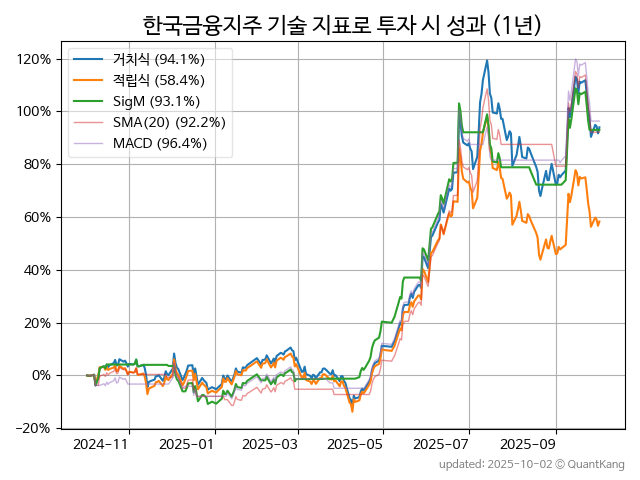 한국금융지주 기술 지표로 투자 시 성과 (1년)
120%
100%
80%
60%
40%
20%
0%
−20%
거치식 (94.1%)
적립식 (58.4%)
SigM (93.1%)
SMA(20) (92.2%)
MACD (96.4%)
2024-11
2025-01
2025-03
2025-05
2025-07
2025-09
updated: 2025-10-02 © QuantKang